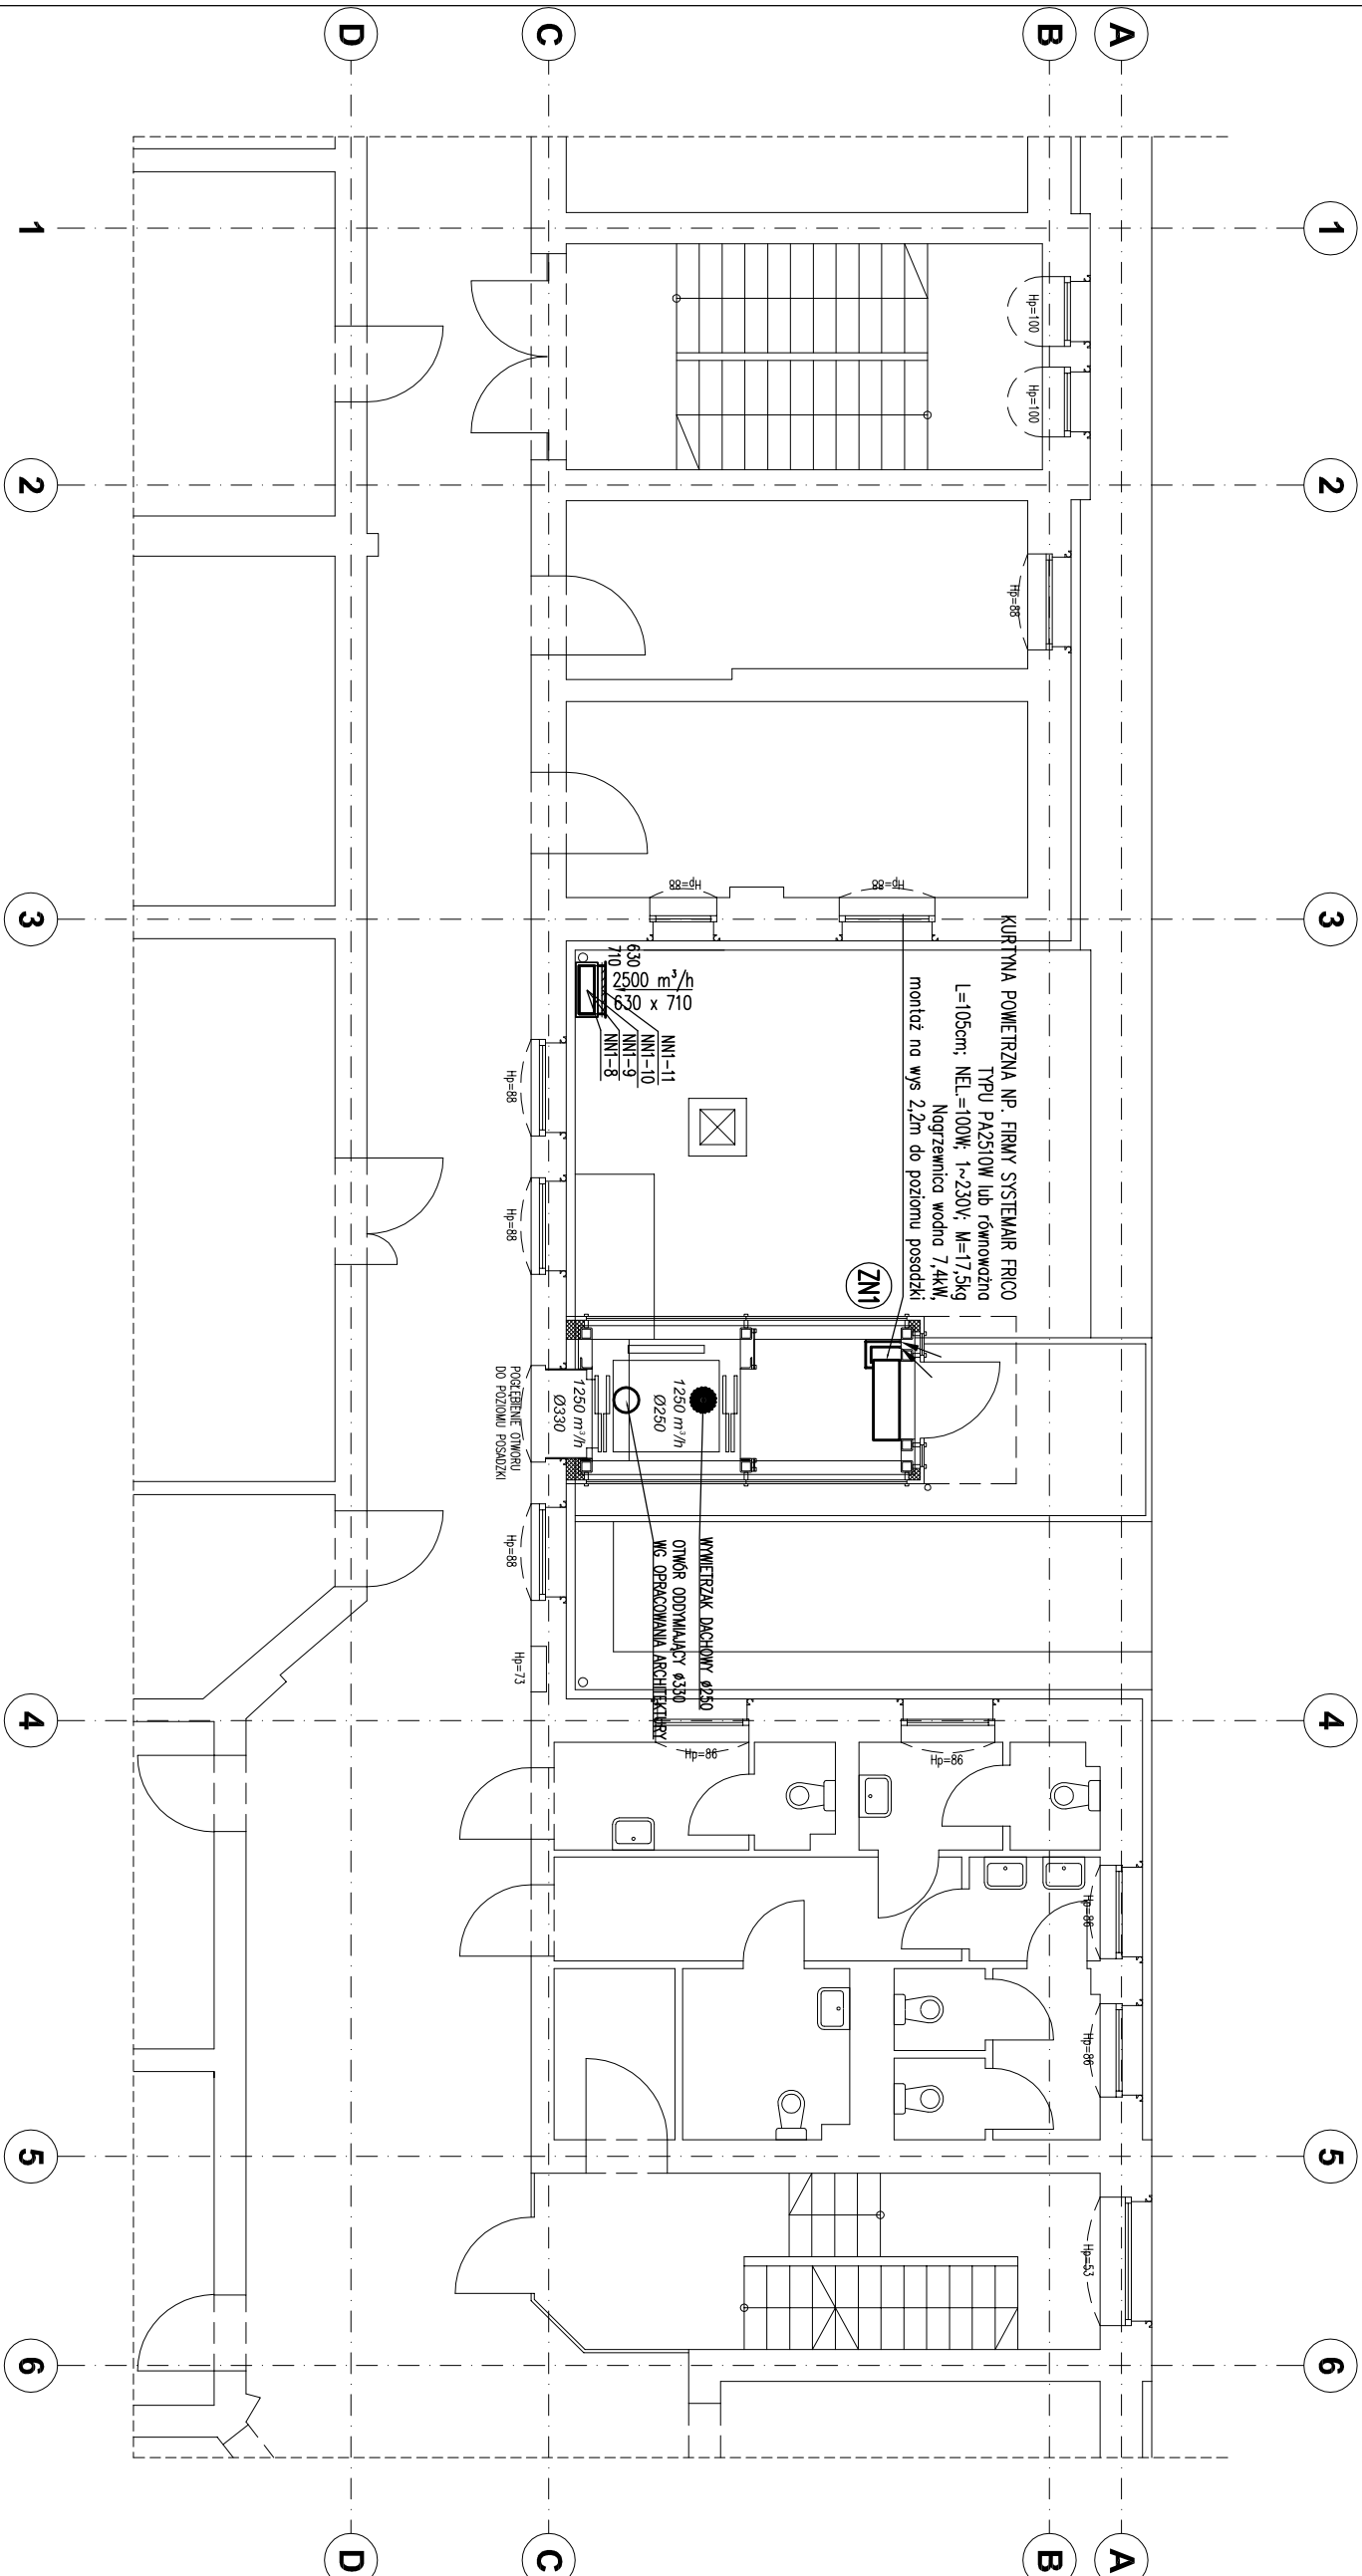 D
C
B
A
1
1
Hp=100
Hp=100
2
2
Hp=88
Hp=88
Hp=88
3
3
KURTYNA POWIETRZNA NP. FIRMY SYSTEMAIR FRICO
TYPU PA2510W lub równoważna
L=105cm; NEL.=100W; 1~230V; M=17,5kg
Nagrzewnica wodna 7,4kW,
montaż na wys 2,2m do poziomu posadzki
630
710
2500 m³/h
630 x 710
NN1-11
NN1-10
NN1-9
NN1-8
Hp=88
Hp=88
ZN1
1250 m³/h
Ø250
1250 m³/h
Ø330
POGŁĘBIENIE OTWORU
DO POZIOMU POSADZKI
Hp=88
WYWIETRZAK DACHOWY ø250
OTWÓR ODDYMIAJĄCY ø330
WG OPRACOWANIA ARCHITEKTURY
Hp=73
4
4
Hp=86
Hp=86
Hp=86
Hp=86
5
5
Hp=53
6
6
D
C
B
A